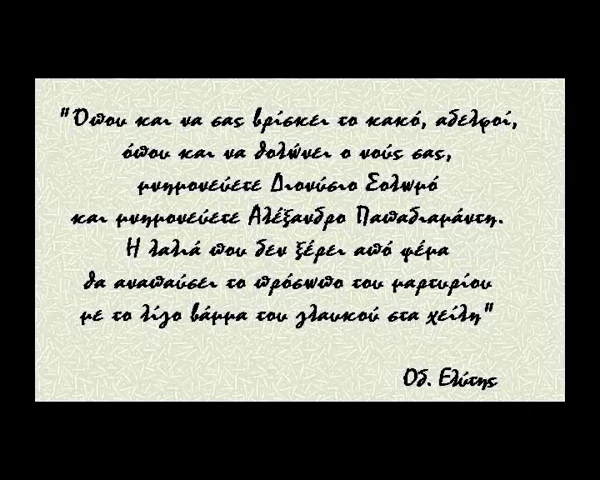 "Όπου και να σας βρίσκει το κακό, αδελφοί,
όπου και να θολώνει ο νούς σας,
μνημονεύετε Διονύσιο Σολωμό
και μνημονεύετε Αλέξανδρο Παπαδιαμάντη.
Η λαλιά που δεν ξέρει από ψέμα
θα αναπαύσει το πρόσωπο του μαρτυρίου
με το λίγο βάμμα του γλαυκού στα χείλη"
Οδ. Ελύτης